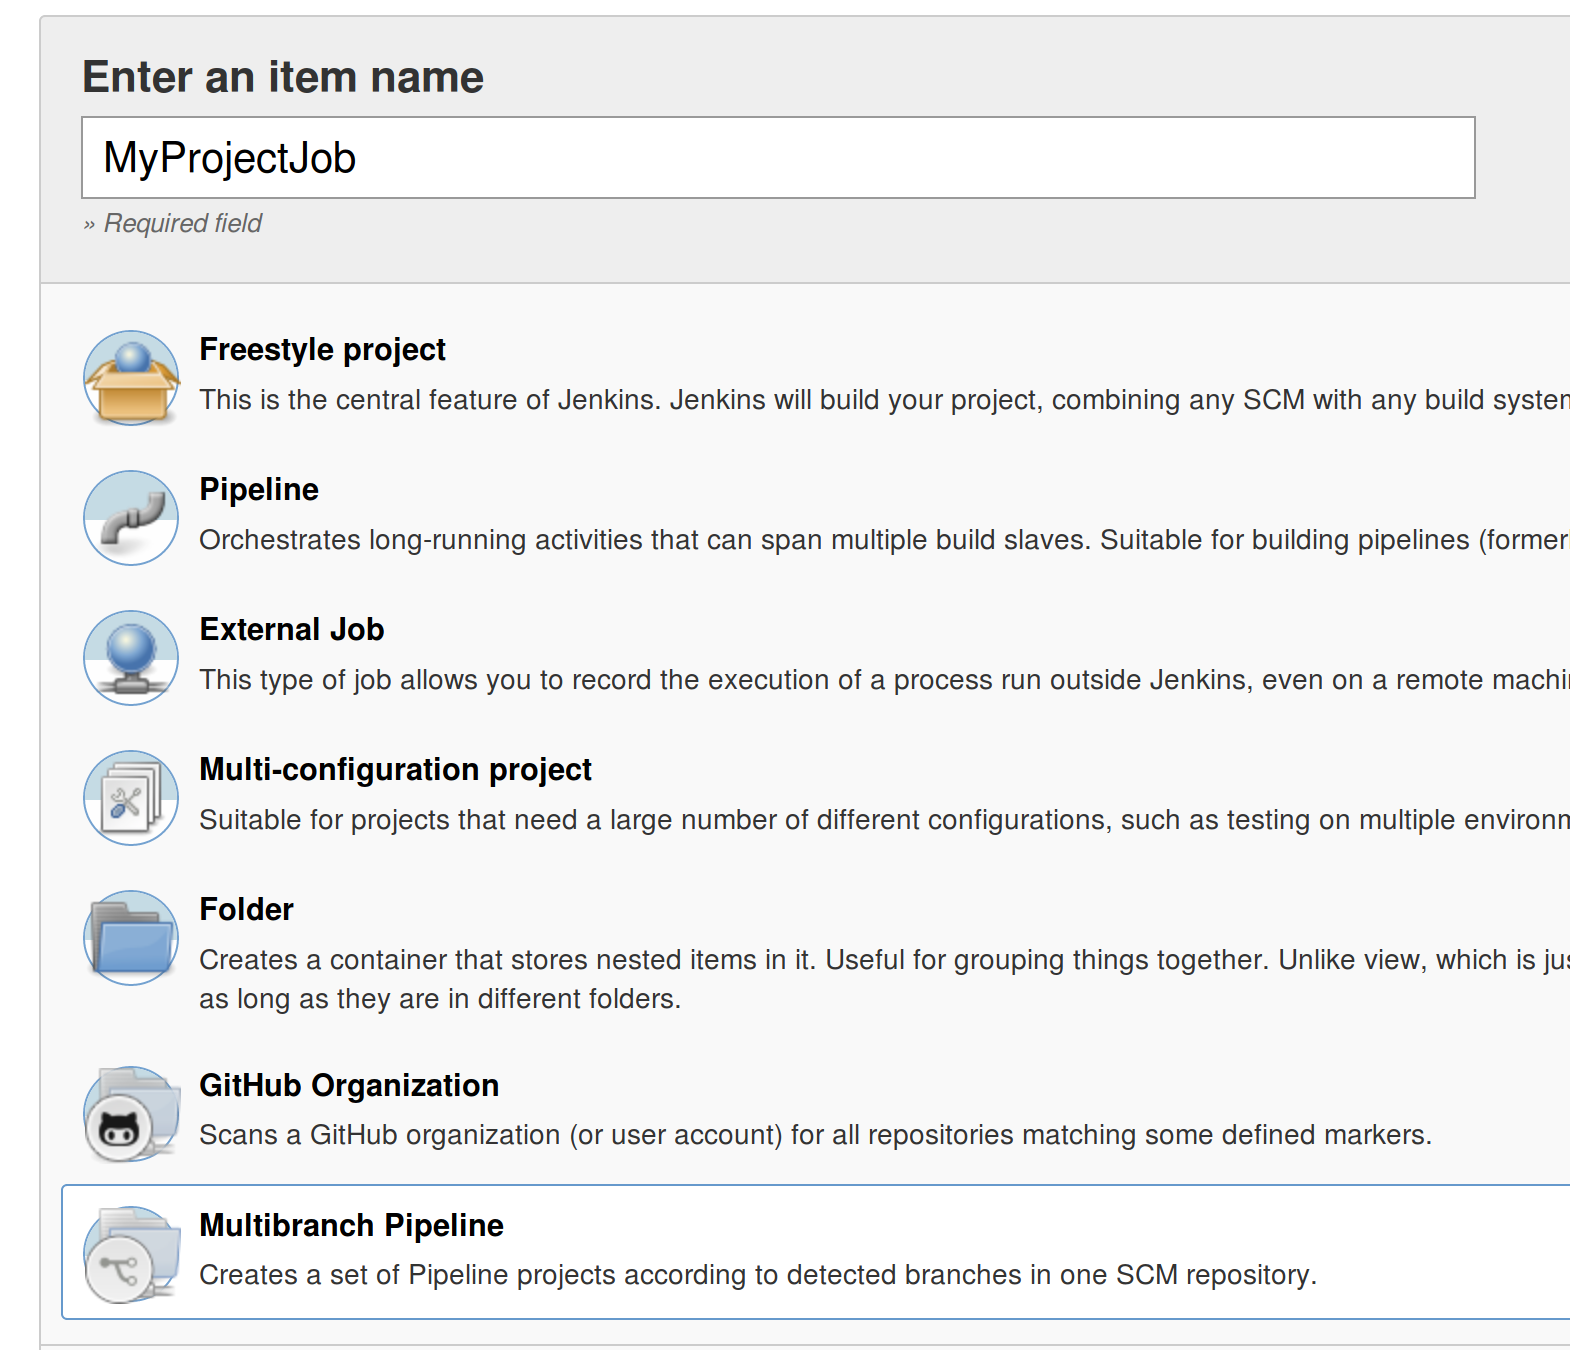 Enter an item name
MyProjectJob
» Required field
Freestyle project
This is the central feature of Jenkins. Jenkins will build your project, combining any SCM with any build
Pipeline
Orchestrates long-running activities that can span multiple build slaves. Suitable for building pipelines
External Job
This type of job allows you to record the execution of a process run outside Jenkins, even on a remote
Multi-configuration project
Suitable for projects that need a large number of different configurations, such as testing on multiple
Folder
Creates a container that stores nested items in it. Useful for grouping things together. Unlike view, which is
as long as they are in different folders.
GitHub Organization
Scans a GitHub organization (or user account) for all repositories matching some defined markers.
Multibranch Pipeline
Creates a set of Pipeline projects according to detected branches in one SCM repository.